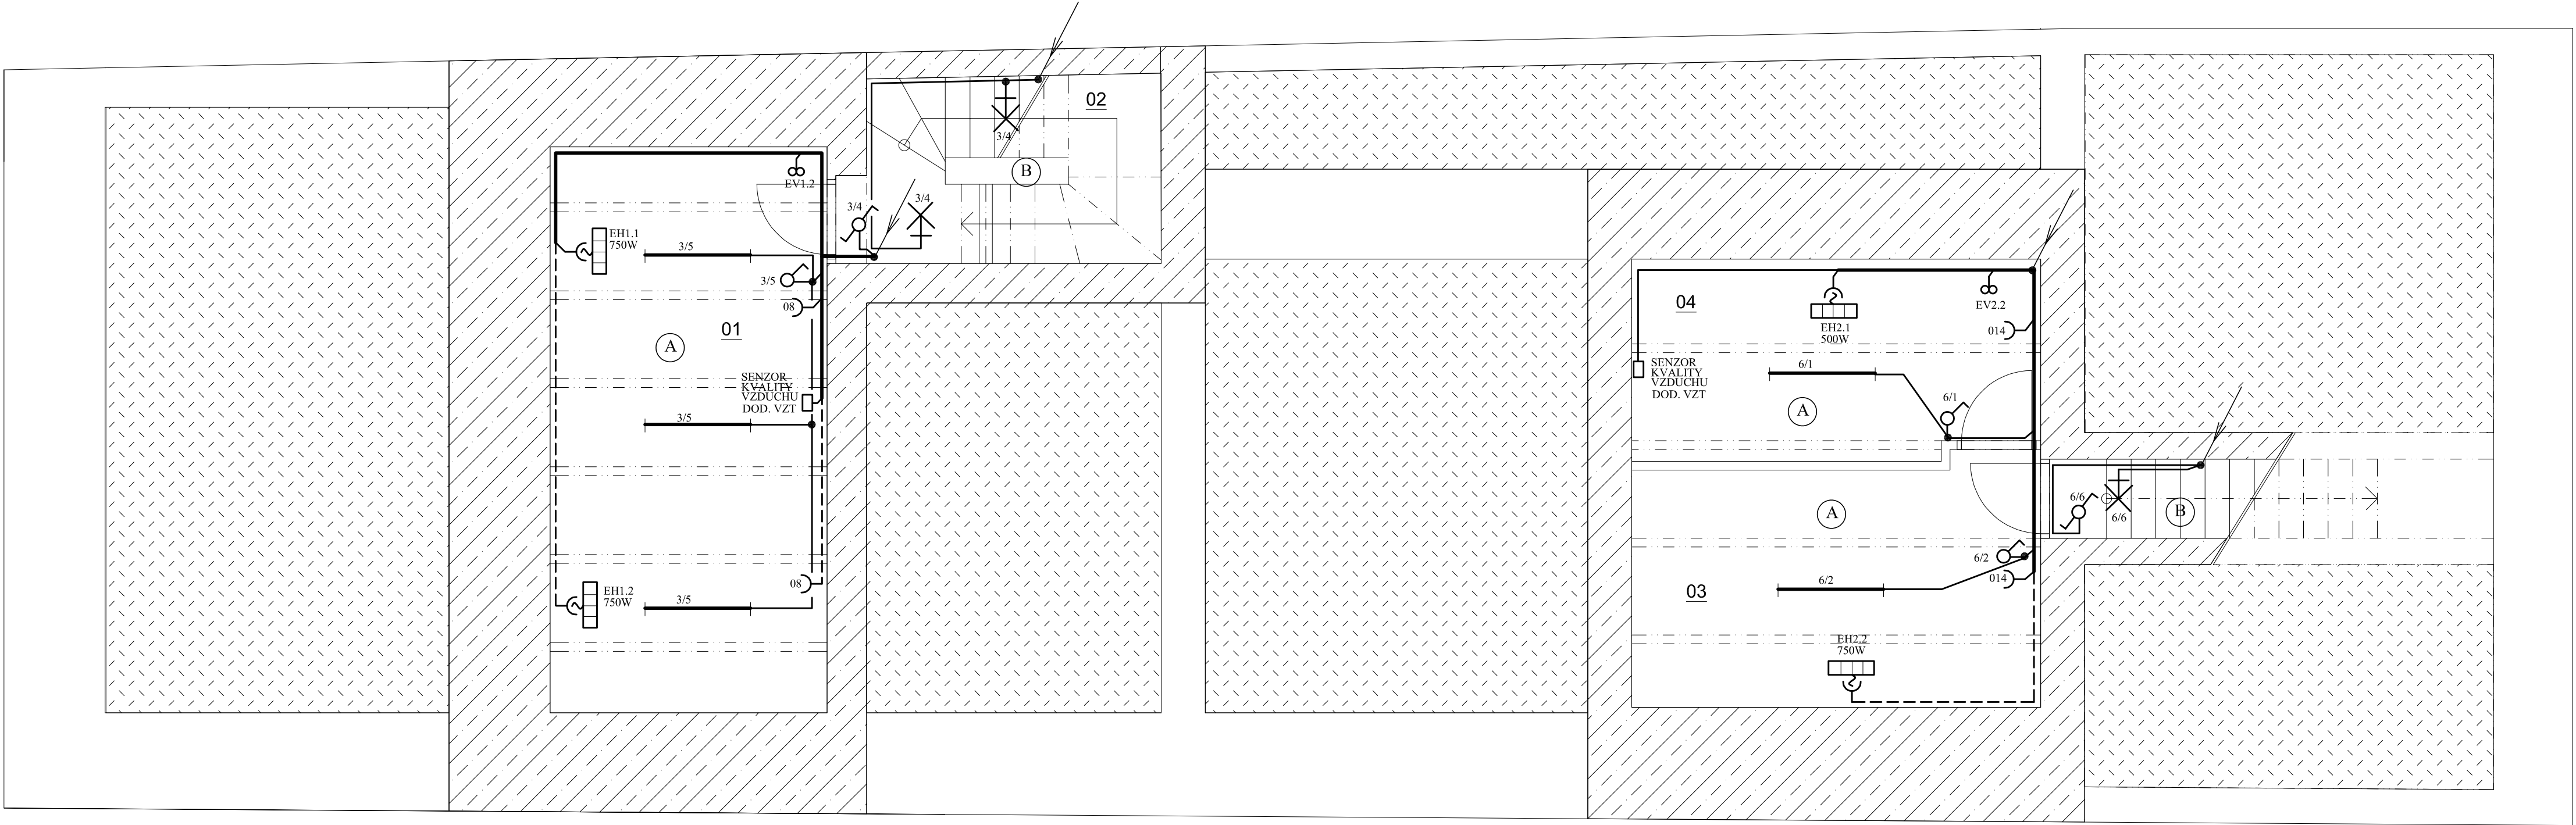 02
3/4
B
EV1.2
3/4
3/4
EH1.1
750W
3/5
3/5
08
01
A
SENZOR
KVALITY
VZDUCHU
DOD. VZT
3/5
08
EH1.2
750W
3/5
04
EH2.1
500W
EV2.2
014
SENZOR
KVALITY
VZDUCHU
DOD. VZT
6/1
A
6/1
A
6/6
6/6
B
6/2
014
6/2
03
EH2.2
750W